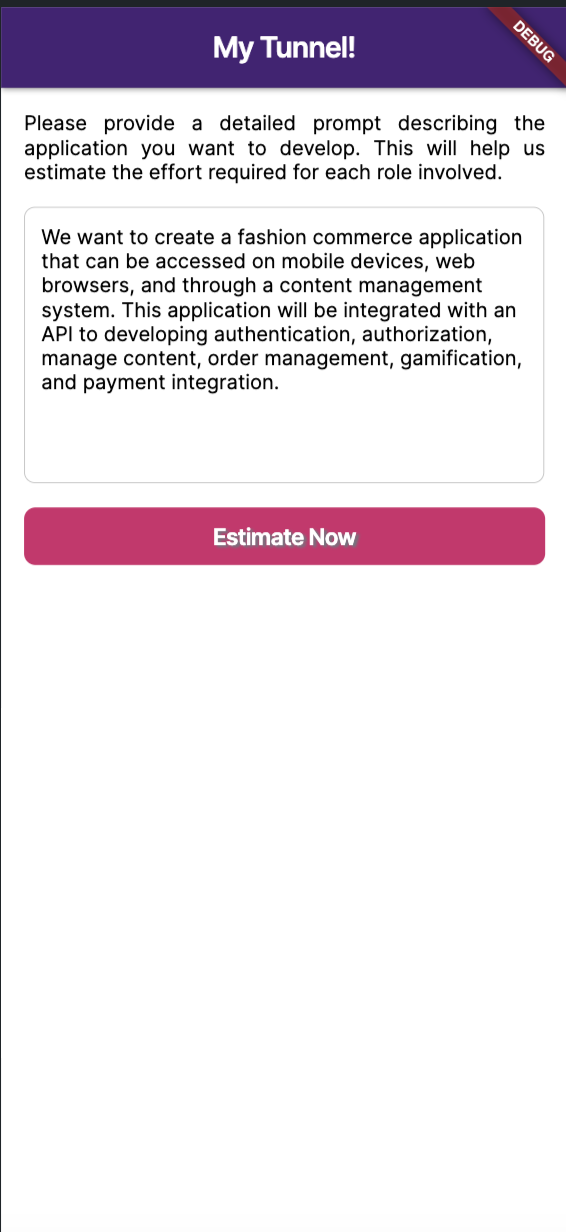 My Tunnel!
DEBUG
Please provide a detailed prompt describing the
application you want to develop. This will help us
estimate the effort required for each role involved.
We want to create a fashion commerce application
that can be accessed on mobile devices, web
browsers, and through a content management
system. This application will be integrated with an
API to developing authentication, authorization,
manage content, order management, gamification,
and payment integration.
Estimate Now